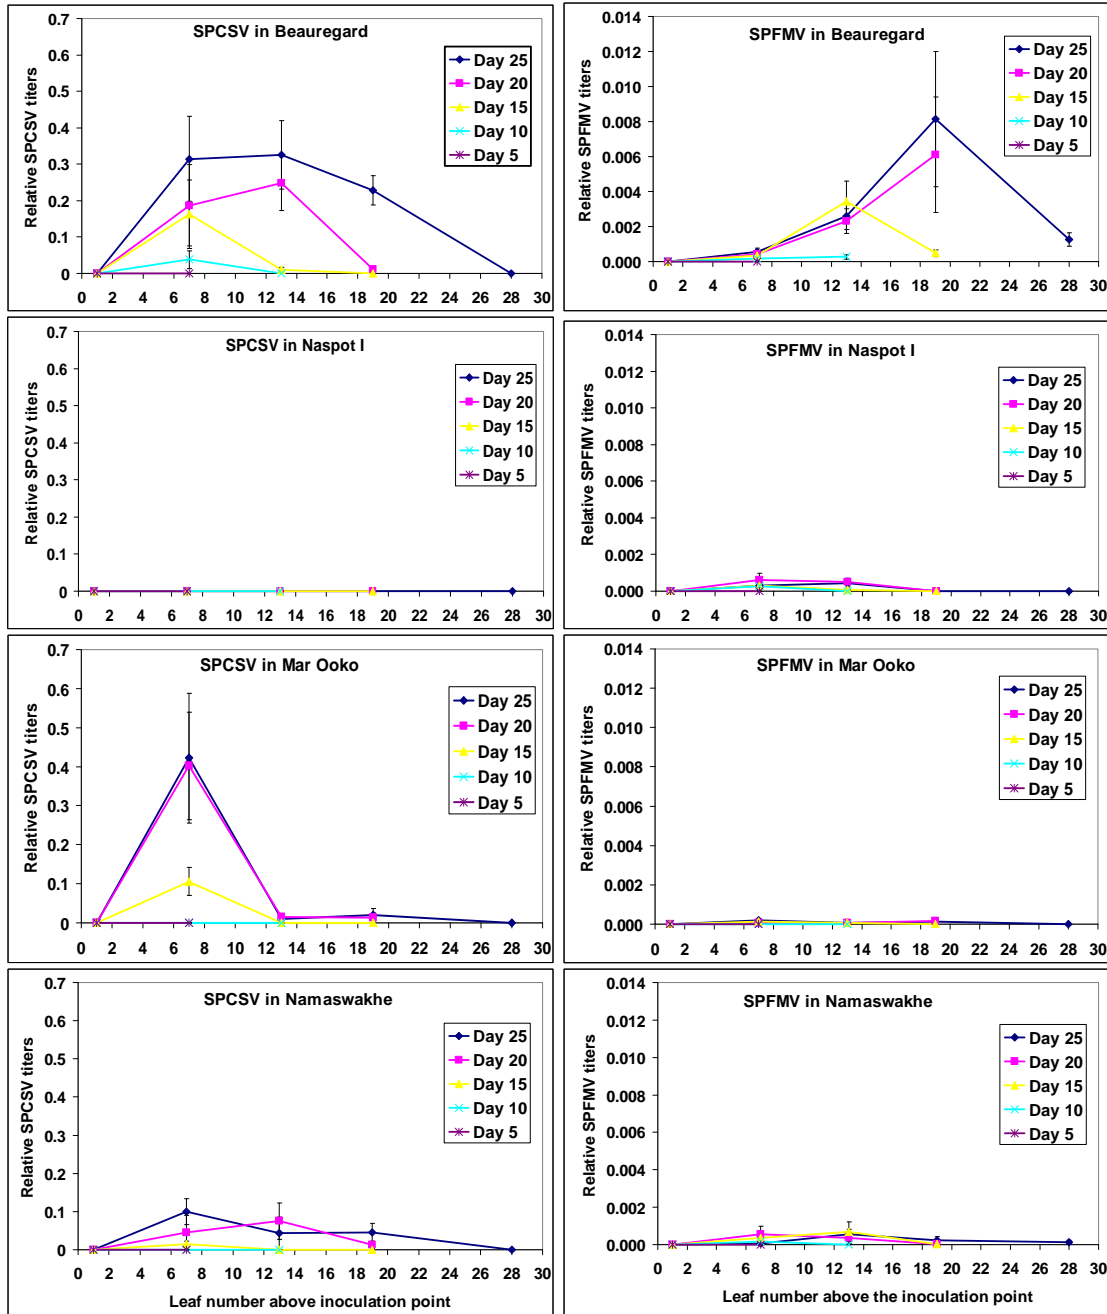 SPCSV in Beauregard
Relative SPCSV titers
0.7
0.6
0.5
0.4
0.3
0.2
0.1
0
Day 25
Day 20
Day 15
Day 10
Day 5
0 2 4 6 8 10 12 14 16 18 20 22 24 26 28 30
SPFMV in Beauregard
Relative SPFMV titers
0.014
0.012
0.010
0.008
0.006
0.004
0.002
0.000
Day 25
Day 20
Day 15
Day 10
Day 5
0 2 4 6 8 10 12 14 16 18 20 22 24 26 28 30
SPCSV in Naspot I
Relative SPCSV titers
0.7
0.6
0.5
0.4
0.3
0.2
0.1
0
Day 25
Day 20
Day 15
Day 10
Day 5
0 2 4 6 8 10 12 14 16 18 20 22 24 26 28 30
SPFMV in Naspot I
Relative SPFMV titers
0.014
0.012
0.010
0.008
0.006
0.004
0.002
0.000
Day 25
Day 20
Day 15
Day 10
Day 5
0 2 4 6 8 10 12 14 16 18 20 22 24 26 28 30
SPCSV in Mar Ooko
Relative SPCSV titers
0.7
0.6
0.5
0.4
0.3
0.2
0.1
0
Day 25
Day 20
Day 15
Day 10
Day 5
0 2 4 6 8 10 12 14 16 18 20 22 24 26 28 30
SPFMV in Mar Ooko
Relative SPFMV titers
0.014
0.012
0.010
0.008
0.006
0.004
0.002
0.000
Day 25
Day 20
Day 15
Day 10
Day 5
0 2 4 6 8 10 12 14 16 18 20 22 24 26 28 30
SPCSV in Namaswakhe
Relative SPCSV titers
0.7
0.6
0.5
0.4
0.3
0.2
0.1
0
Day 25
Day 20
Day 15
Day 10
Day 5
0 2 4 6 8 10 12 14 16 18 20 22 24 26 28 30
Leaf number above inoculation point
SPFMV in Namaswakhe
Relative SPFMV titers
0.014
0.012
0.010
0.008
0.006
0.004
0.002
0.000
Day 25
Day 20
Day 15
Day 10
Day 5
0 2 4 6 8 10 12 14 16 18 20 22 24 26 28 30
Leaf number above the inoculation point